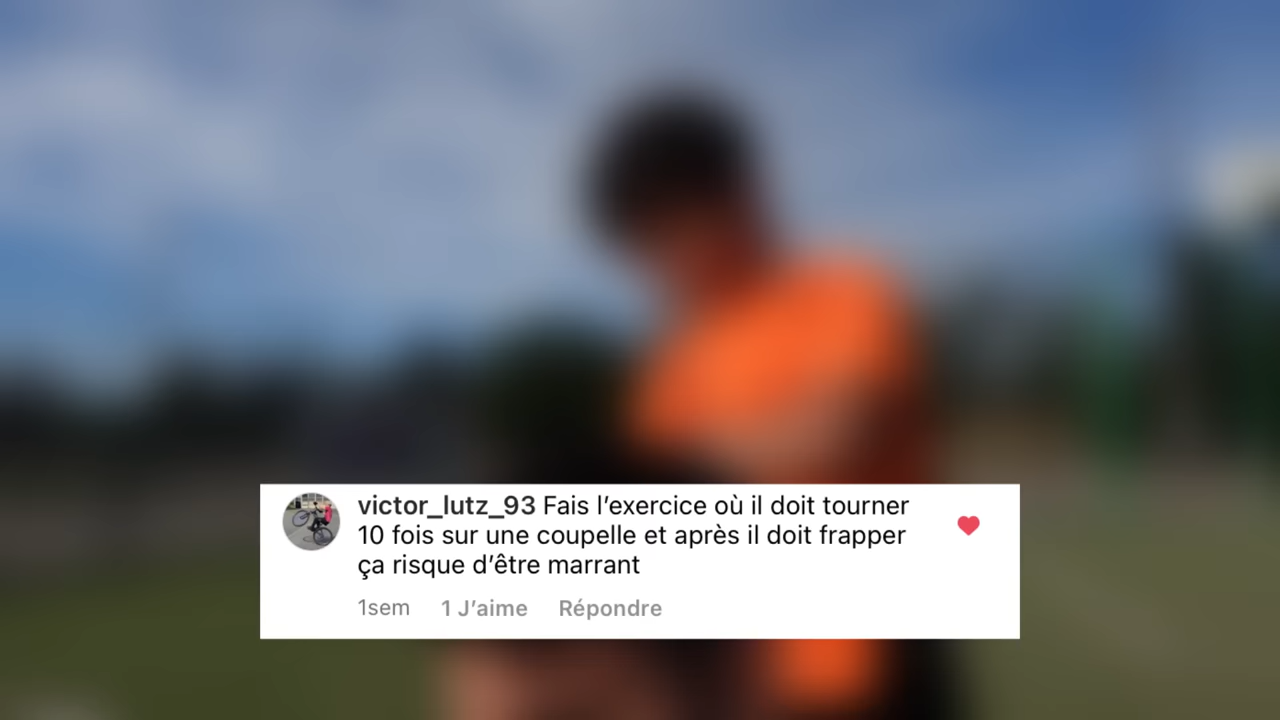 victor_lutz_93 Fais l’exercice où il doit tourner
10 fois sur une coupelle et après il doit frapper
ça risque d’être marrant
1sem 1 J’aime Répondre